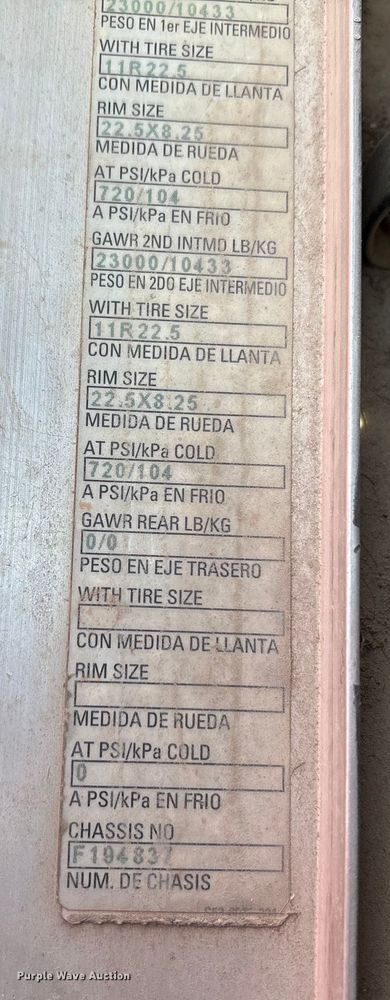 23000/10433
PESO EN 1er EJE INTERMEDIO
WITH TIRE SIZE
11R22.5
CON MEDIDA DE LLANTA
RIM SIZE
22.5X8.25
MEDIDA DE RUEDA
AT PSI/kPa COLD
720/104
A PSI/kPa EN FRIO
GAWR 2ND INTMD LB/KG
23000/10433
PESO EN 2DO EJE INTERMEDIO
WITH TIRE SIZE
11R22.5
CON MEDIDA DE LLANTA
RIM SIZE
22.5X8.25
MEDIDA DE RUEDA
AT PSI/kPa COLD
720/104
A PSI/kPa EN FRIO
GAWR REAR LB/KG
0/0
PESO EN EJE TRASERO
WITH TIRE SIZE
CON MEDIDA DE LLANTA
RIM SIZE
MEDIDA DE RUEDA
AT PSI/kPa COLD
0
A PSI/kPa EN FRIO
CHASSIS NO
F194837
NUM. DE CHASIS
Purple Wave Auction